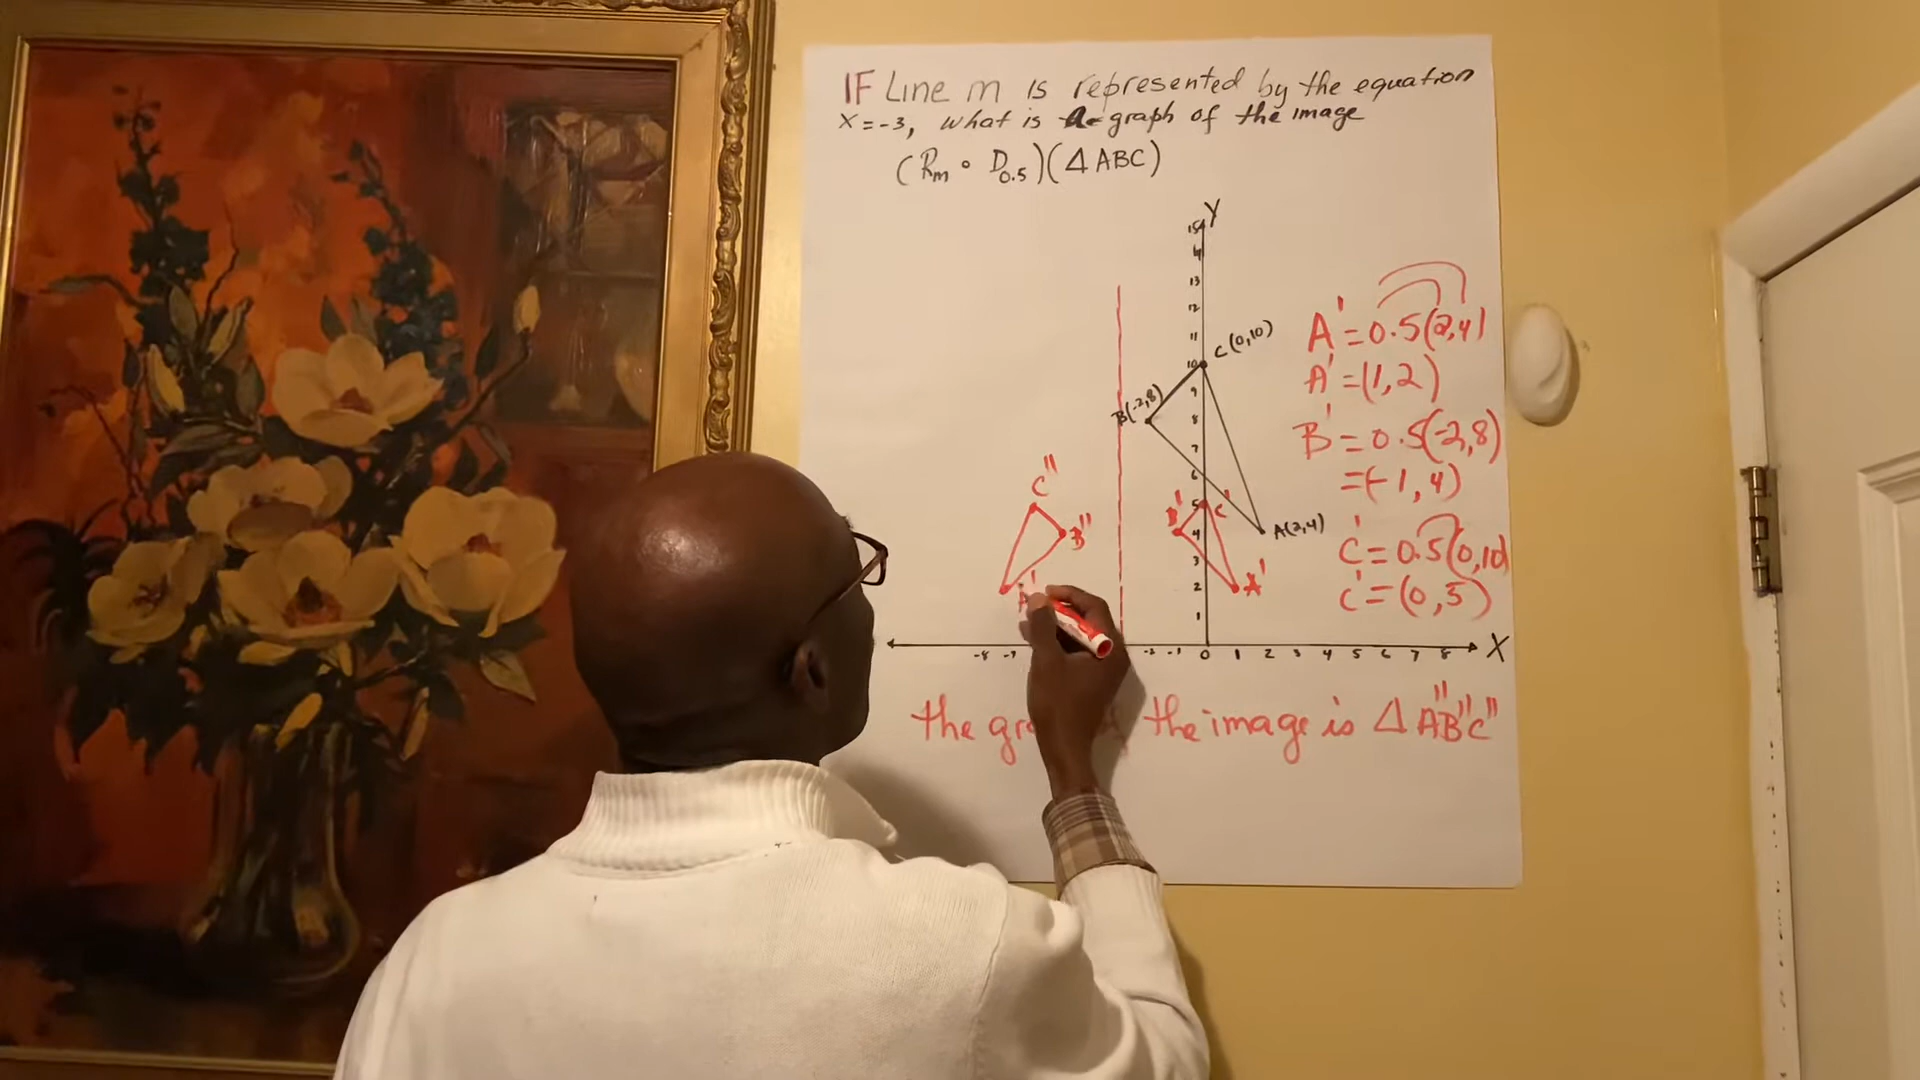 IF Line m is represented by the equation
X = -3, what is a graph of the image
(Rm ∘ D0.5)(Δ ABC)
Y
15
14
13
12
11
10
9
8
7
6
5
4
3
2
1
C(0,10)
B(-2,8)
A(2,4)
C''
B''
B'
C'
A'
A' = 0.5(2,4)
A' = (1,2)
B' = 0.5(-2,8)
= (-1,4)
C' = 0.5(0,10)
C' = (0,5)
-8 -7 -2 -1 0 1 2 3 4 5 6 7 8 X
the the image is Δ A''B''C''